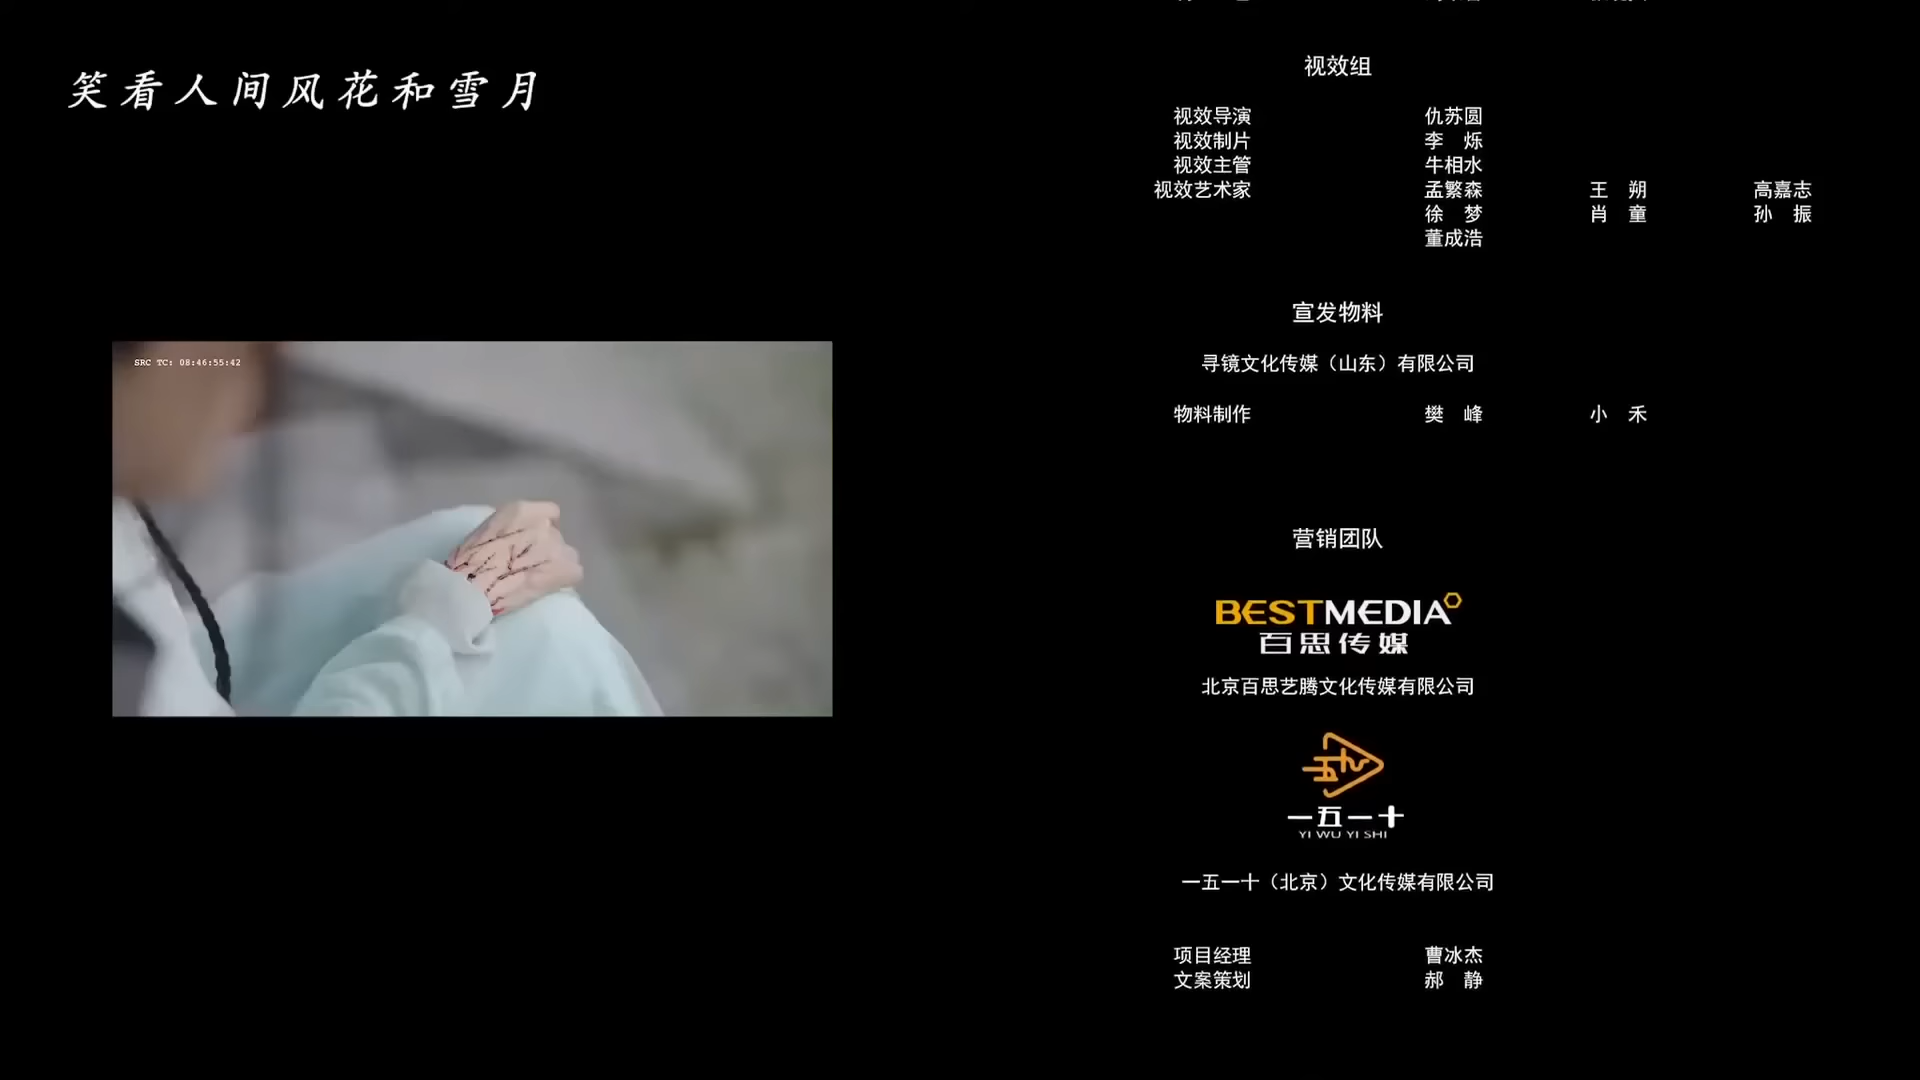 笑看人间风花和雪月
SRC TC: 08:46:55:42
视效组
视效导演 仇苏圆
视效制片 李 烁
视效主管 牛相水
视效艺术家 孟繁森 王 朔 高嘉志
徐 梦 肖 童 孙 振
董成浩
宣发物料
寻镜文化传媒（山东）有限公司
物料制作 樊 峰 小 禾
营销团队
BESTMEDIA
百思传媒
北京百思艺腾文化传媒有限公司
一五一十
YI WU YI SHI
一五一十（北京）文化传媒有限公司
项目经理 曹冰杰
文案策划 郝 静